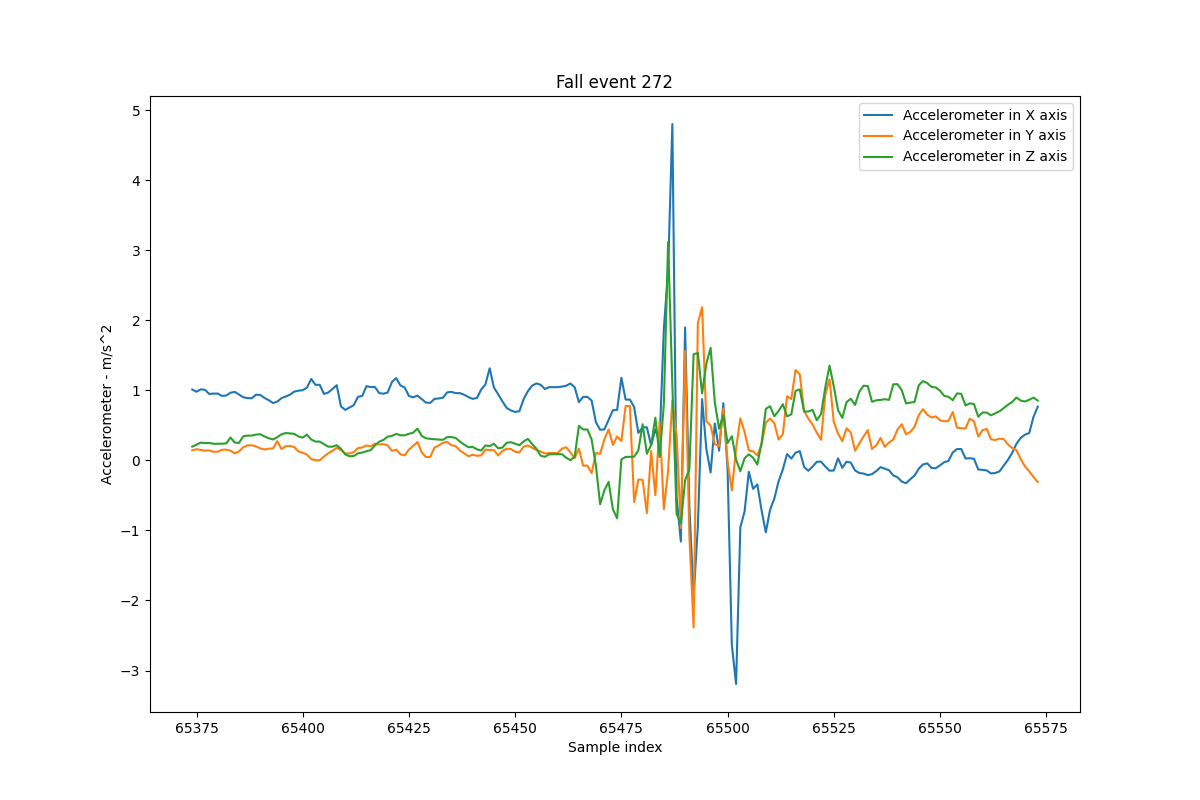 Fall event 272
Accelerometer in X axis
Accelerometer in Y axis
Accelerometer in Z axis
Accelerometer - m/s^2
5
4
3
2
1
0
−1
−2
−3
65375 65400 65425 65450 65475 65500 65525 65550 65575
Sample index